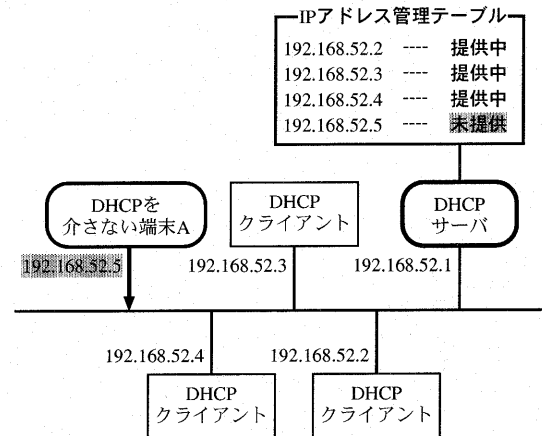 IPアドレス管理テーブル
192.168.52.2 ---- 提供中
192.168.52.3 ---- 提供中
192.168.52.4 ---- 提供中
192.168.52.5 ---- 未提供
DHCPを
介さない端末A
DHCP
クライアント
DHCP
サーバ
192.168.52.5
192.168.52.3
192.168.52.1
192.168.52.4
192.168.52.2
DHCP
クライアント
DHCP
クライアント